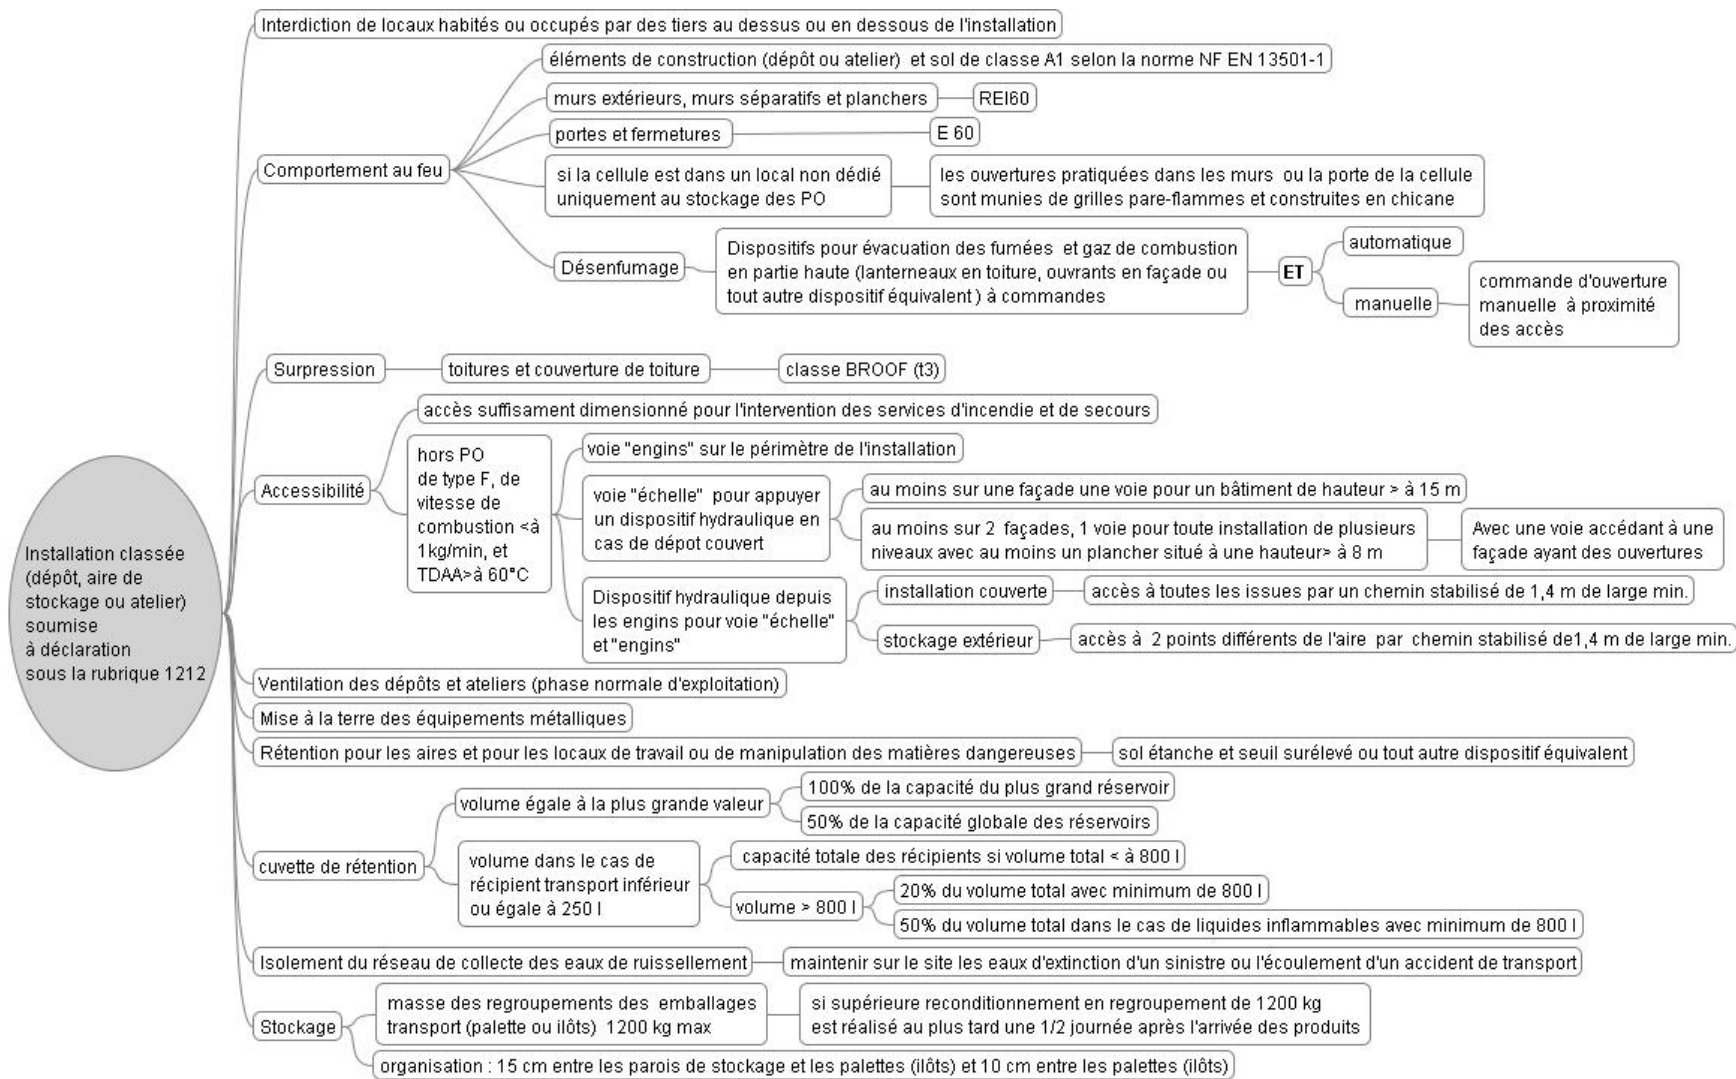 Installation classée
(dépôt, aire de
stockage ou atelier)
soumise
à déclaration
sous la rubrique 1212
Interdiction de locaux habités ou occupés par des tiers au dessus ou en dessous de l'installation
Comportement au feu
éléments de construction (dépôt ou atelier) et sol de classe A1 selon la norme NF EN 13501-1
murs extérieurs, murs séparatifs et planchers
REI60
portes et fermetures
E 60
si la cellule est dans un local non dédié
uniquement au stockage des PO
les ouvertures pratiquées dans les murs ou la porte de la cellule
sont munies de grilles pare-flammes et construites en chicane
Désenfumage
Dispositifs pour évacuation des fumées et gaz de combustion
en partie haute (lanterneaux en toiture, ouvrants en façade ou
tout autre dispositif équivalent ) à commandes
ET
automatique
manuelle
commande d'ouverture
manuelle à proximité
des accès
Surpression
toitures et couverture de toiture
classe BROOF (t3)
Accessibilité
accès suffisament dimensionné pour l'intervention des services d'incendie et de secours
hors PO
de type F, de
vitesse de
combustion <à
1kg/min, et
TDAA>à 60°C
voie "engins" sur le périmètre de l'installation
voie "échelle" pour appuyer
un dispositif hydraulique en
cas de dépot couvert
au moins sur une façade une voie pour un bâtiment de hauteur > à 15 m
au moins sur 2 façades, 1 voie pour toute installation de plusieurs
niveaux avec au moins un plancher situé à une hauteur> à 8 m
Avec une voie accédant à une
façade ayant des ouvertures
Dispositif hydraulique depuis
les engins pour voie "échelle"
et "engins"
installation couverte
accès à toutes les issues par un chemin stabilisé de 1,4 m de large min.
stockage extérieur
accès à 2 points différents de l'aire par chemin stabilisé de1,4 m de large min.
Ventilation des dépôts et ateliers (phase normale d'exploitation)
Mise à la terre des équipements métalliques
Rétention pour les aires et pour les locaux de travail ou de manipulation des matières dangereuses
sol étanche et seuil surélevé ou tout autre dispositif équivalent
cuvette de rétention
volume égale à la plus grande valeur
100% de la capacité du plus grand réservoir
50% de la capacité globale des réservoirs
volume dans le cas de
récipient transport inférieur
ou égale à 250 l
capacité totale des récipients si volume total < à 800 l
volume > 800 l
20% du volume total avec minimum de 800 l
50% du volume total dans le cas de liquides inflammables avec minimum de 800 l
Isolement du réseau de collecte des eaux de ruissellement
maintenir sur le site les eaux d'extinction d'un sinistre ou l'écoulement d'un accident de transport
Stockage
masse des regroupements des emballages
transport (palette ou ilôts) 1200 kg max
si supérieure reconditionnement en regroupement de 1200 kg
est réalisé au plus tard une 1/2 journée après l'arrivée des produits
organisation : 15 cm entre les parois de stockage et les palettes (ilôts) et 10 cm entre les palettes (ilôts)